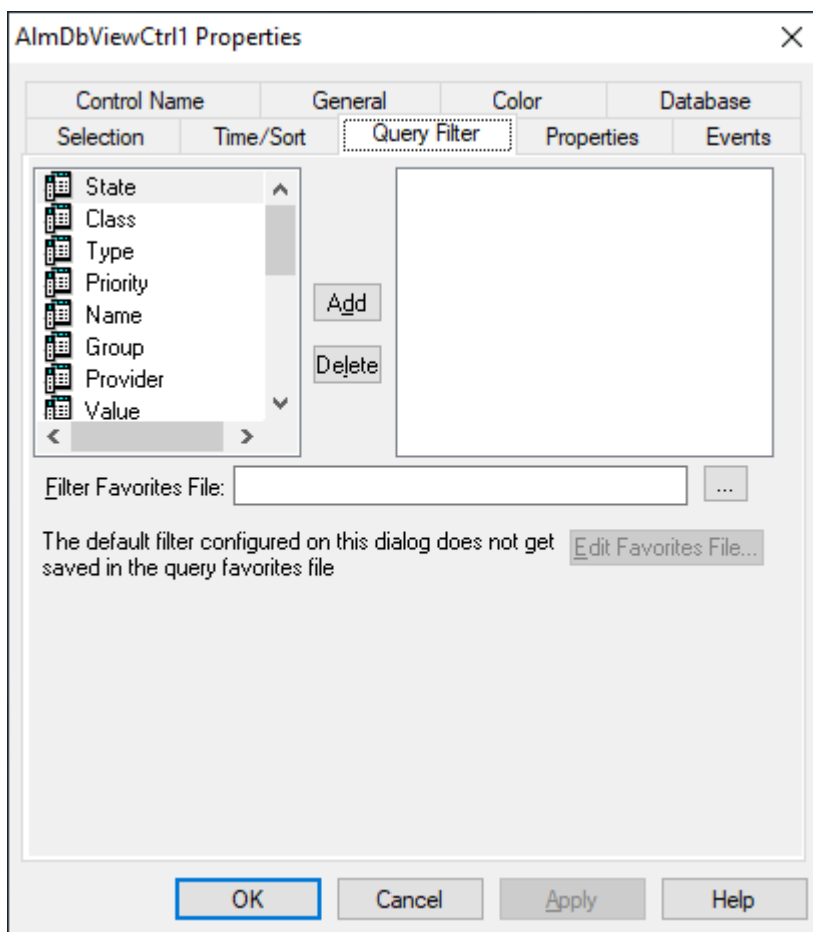 AlmDbViewCtrl1 Properties
Control Name
General
Color
Database
Selection
Time/Sort
Query Filter
Properties
Events
State
Class
Type
Priority
Name
Group
Provider
Value
Add
Delete
Filter Favorites File:
...
The default filter configured on this dialog does not get
saved in the query favorites file
Edit Favorites File...
OK
Cancel
Apply
Help